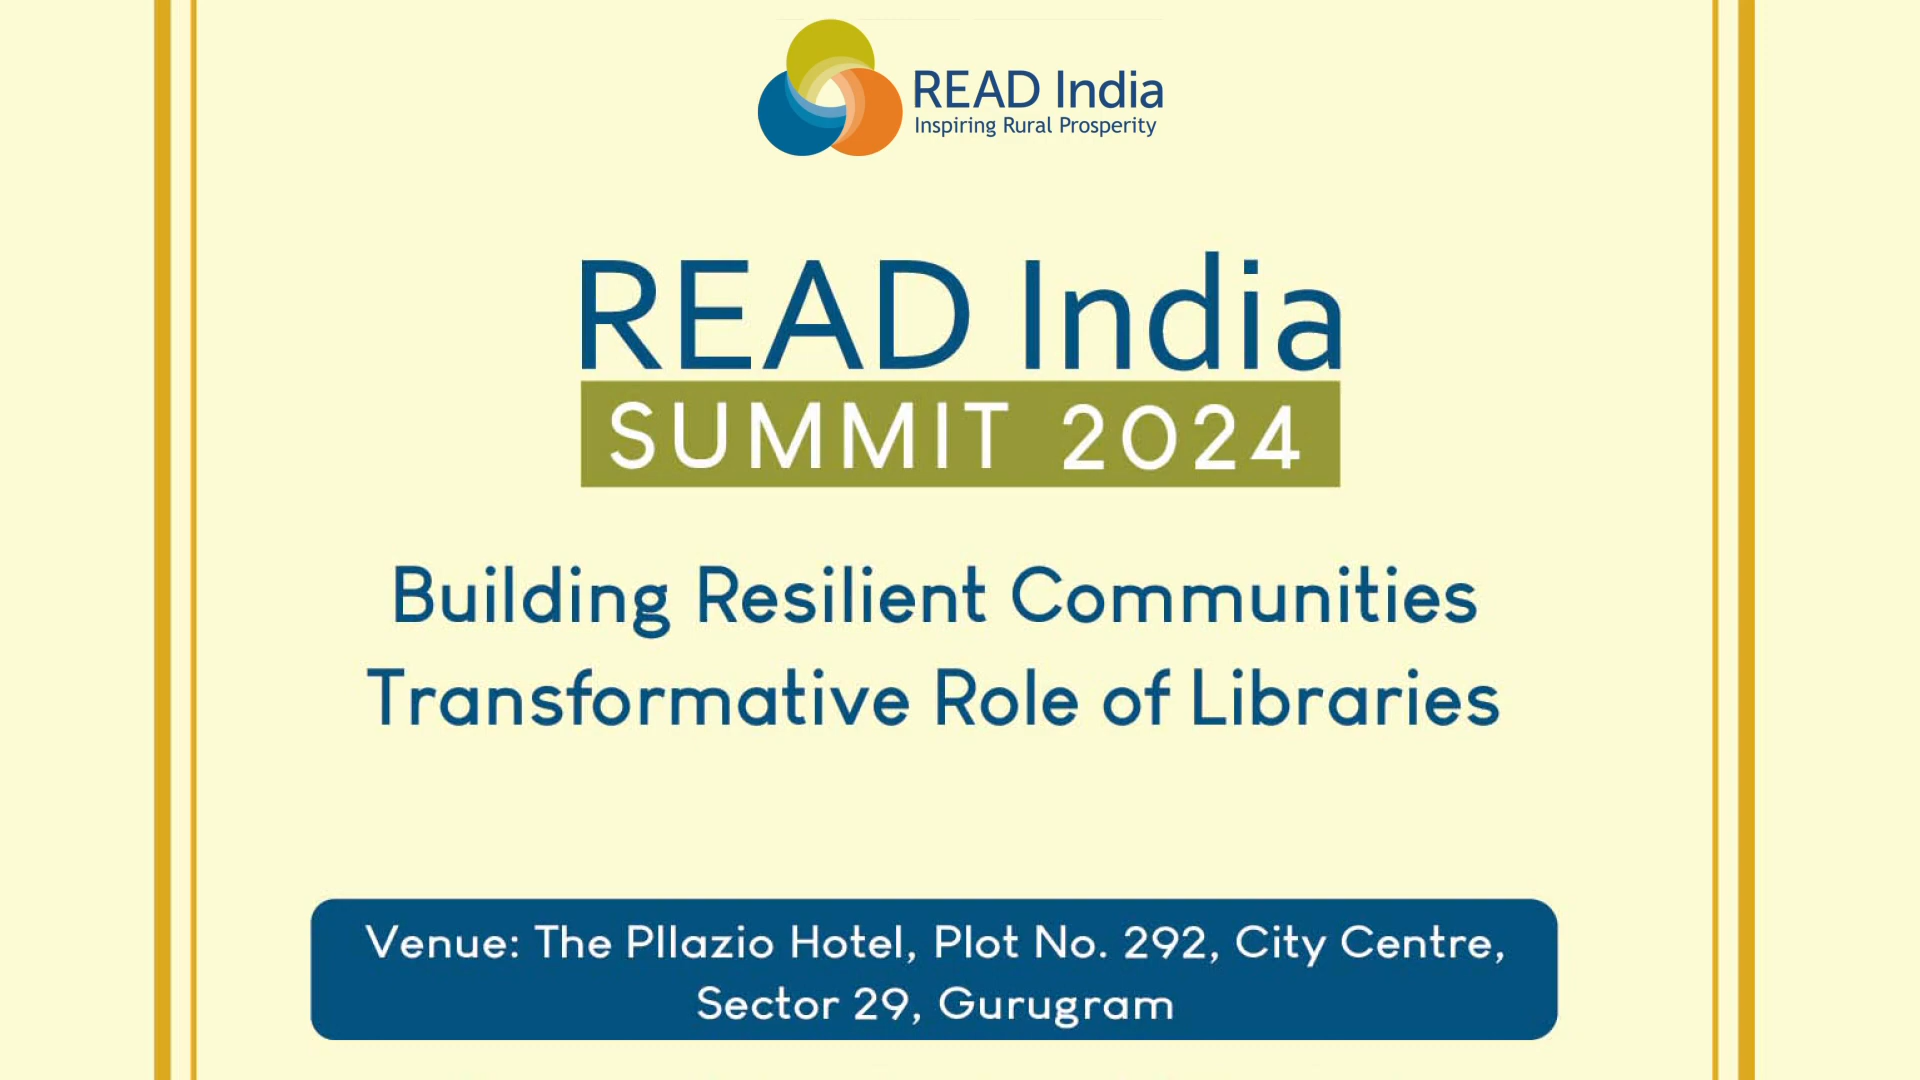 READ India
Inspiring Rural Prosperity
READ India
SUMMIT 2024
Building Resilient Communities
Transformative Role of Libraries
Venue: The Pllazio Hotel, Plot No. 292, City Centre,
Sector 29, Gurugram